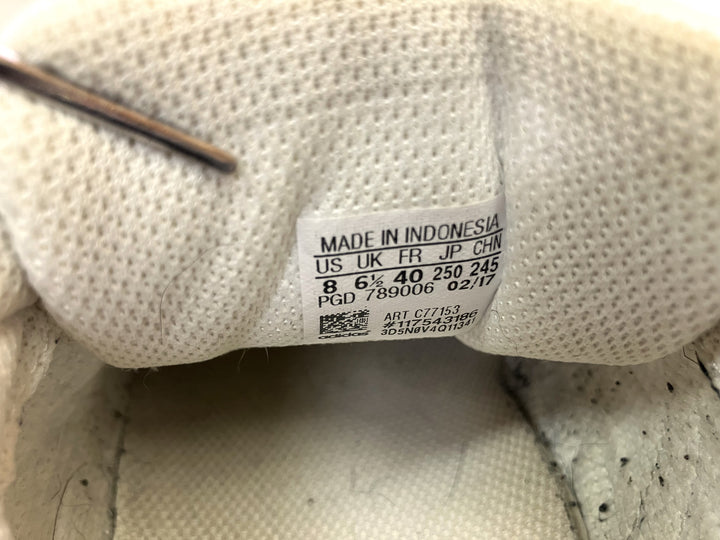 MADE IN INDONESIA
US UK FR JP CHN
8 6½ 40 250 245
PGD 789006 02/17
ART C77153
#117543186
3D5N0V4Q11341
adidas